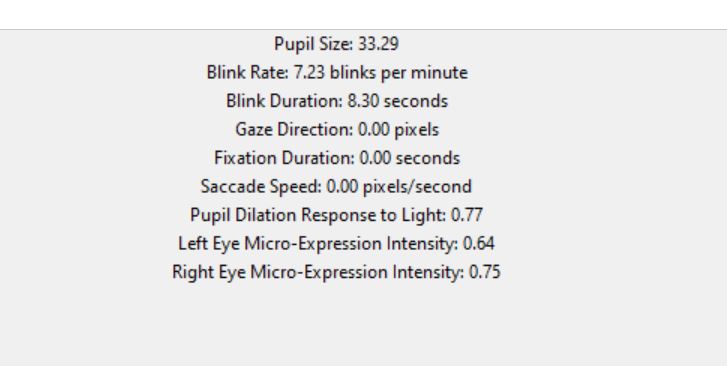 Pupil Size: 33.29
Blink Rate: 7.23 blinks per minute
Blink Duration: 8.30 seconds
Gaze Direction: 0.00 pixels
Fixation Duration: 0.00 seconds
Saccade Speed: 0.00 pixels/second
Pupil Dilation Response to Light: 0.77
Left Eye Micro-Expression Intensity: 0.64
Right Eye Micro-Expression Intensity: 0.75